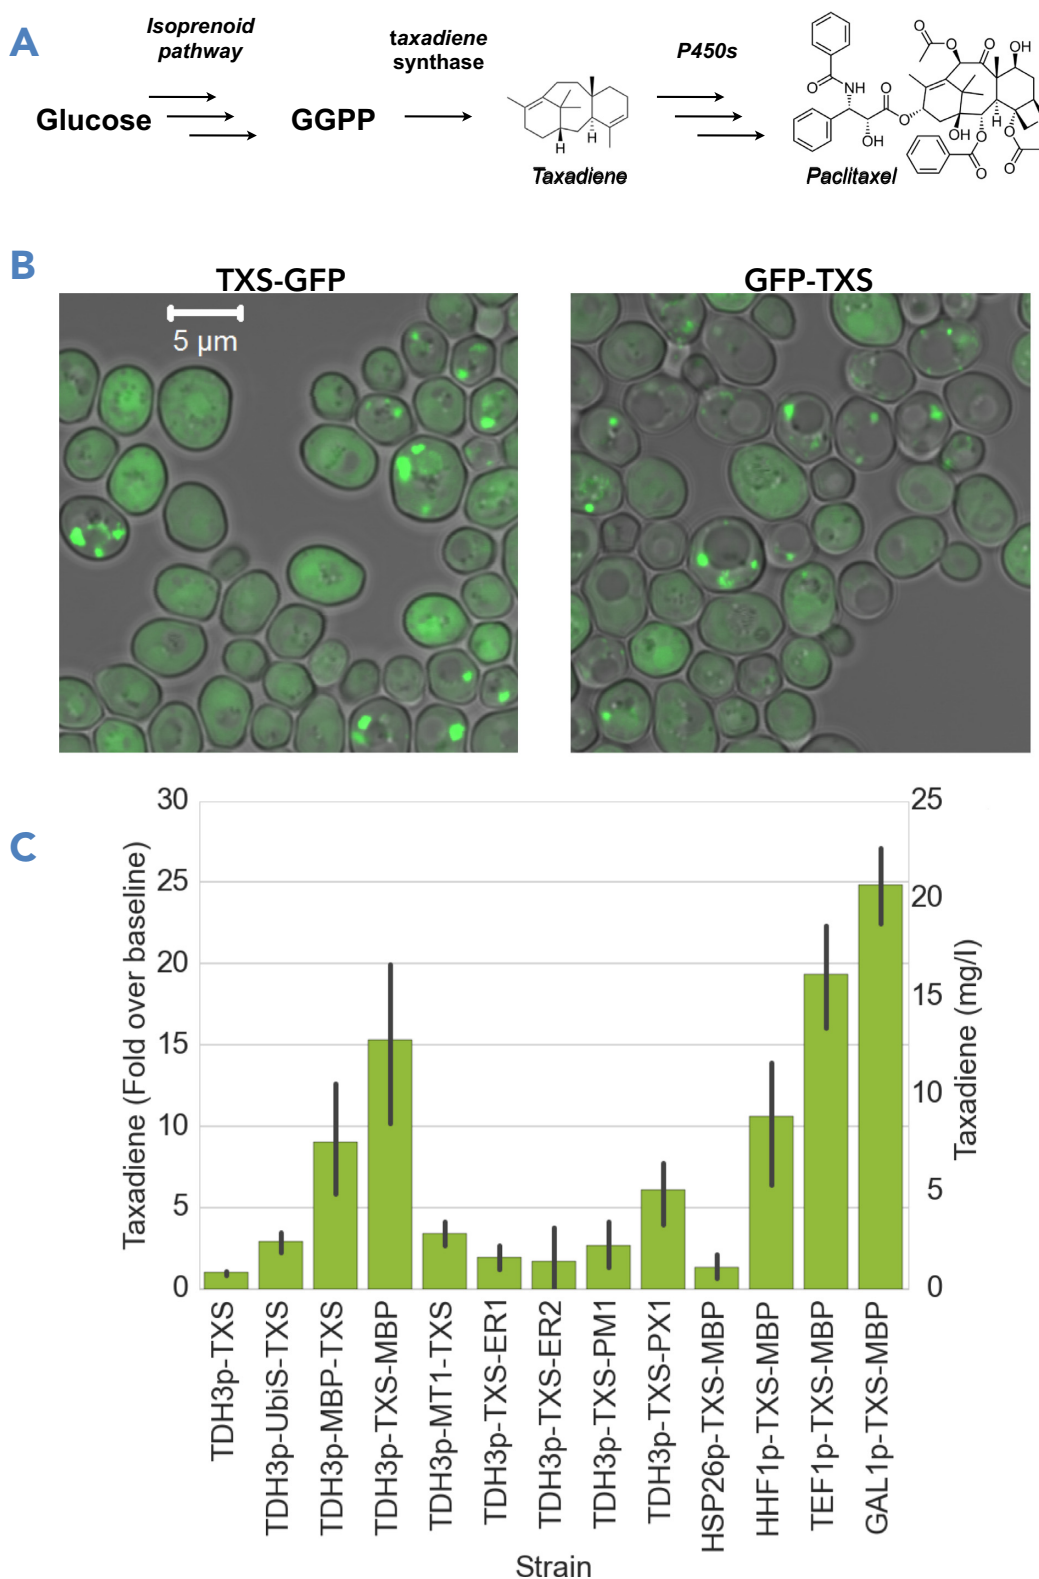 A
Isoprenoid
pathway
taxadiene
synthase
P450s
Glucose
GGPP
Taxadiene
Paclitaxel
H
H
O
NH
O
O
OH
O
O
O
OH
H
OH
O
O
O
O
B
TXS-GFP
GFP-TXS
5 µm
C
Taxadiene (Fold over baseline)
30
25
20
15
10
5
0
25
20
15
10
5
0
Taxadiene (mg/l)
TDH3p-TXS
TDH3p-UbiS-TXS
TDH3p-MBP-TXS
TDH3p-TXS-MBP
TDH3p-MT1-TXS
TDH3p-TXS-ER1
TDH3p-TXS-ER2
TDH3p-TXS-PM1
TDH3p-TXS-PX1
HSP26p-TXS-MBP
HHF1p-TXS-MBP
TEF1p-TXS-MBP
GAL1p-TXS-MBP
Strain